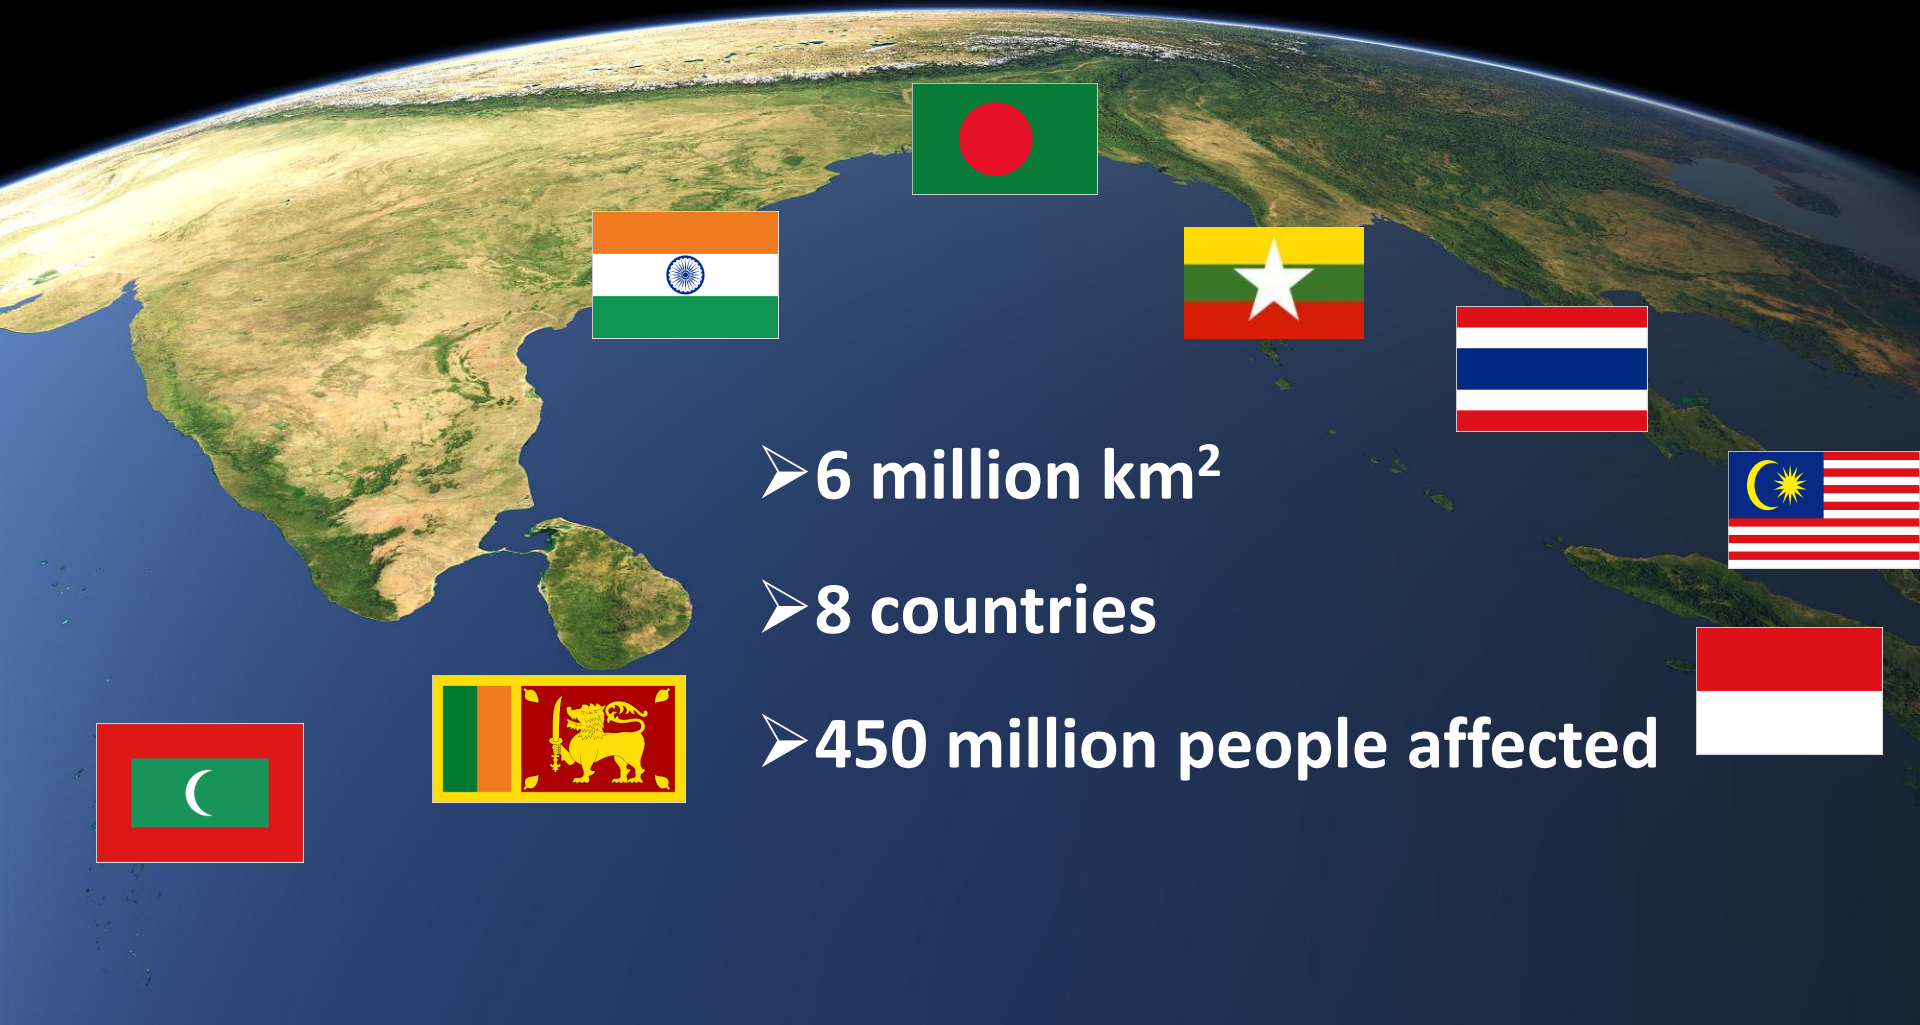 ➢6 million km²
➢8 countries
➢450 million people affected